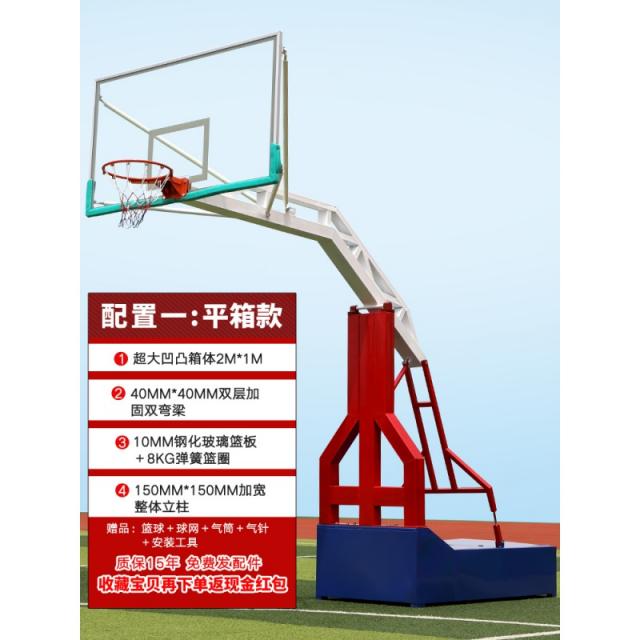 配置一:平箱款
1 超大凹凸箱体2M*1M
2 40MM*40MM双层加
固双弯梁
3 10MM钢化玻璃篮板
+8KG弹簧篮圈
4 150MM*150MM加宽
整体立柱
赠品:篮球+球网+气筒+气针
+安装工具
质保15年 免费发配件
收藏宝贝再下单返现金红包